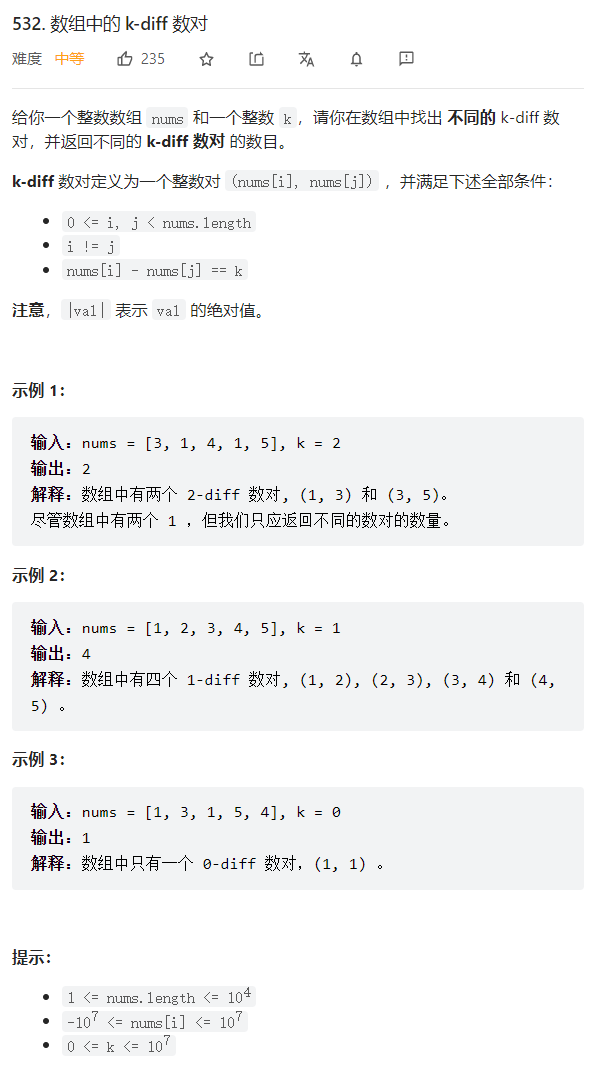 532. 数组中的 k-diff 数对
难度 中等 235
给你一个整数数组 nums 和一个整数 k，请你在数组中找出 不同的 k-diff 数
对，并返回不同的 k-diff 数对 的数目。
k-diff 数对定义为一个整数对 (nums[i], nums[j]) ，并满足下述全部条件：
0 <= i, j < nums.length
i != j
nums[i] - nums[j] == k
注意，|val| 表示 val 的绝对值。
示例 1：
输入：nums = [3, 1, 4, 1, 5], k = 2
输出：2
解释：数组中有两个 2-diff 数对, (1, 3) 和 (3, 5)。
尽管数组中有两个 1 ，但我们只应返回不同的数对的数量。
示例 2：
输入：nums = [1, 2, 3, 4, 5], k = 1
输出：4
解释：数组中有四个 1-diff 数对, (1, 2), (2, 3), (3, 4) 和 (4,
5) 。
示例 3：
输入：nums = [1, 3, 1, 5, 4], k = 0
输出：1
解释：数组中只有一个 0-diff 数对，(1, 1) 。
提示：
1 <= nums.length <= 10⁴
-10⁷ <= nums[i] <= 10⁷
0 <= k <= 10⁷